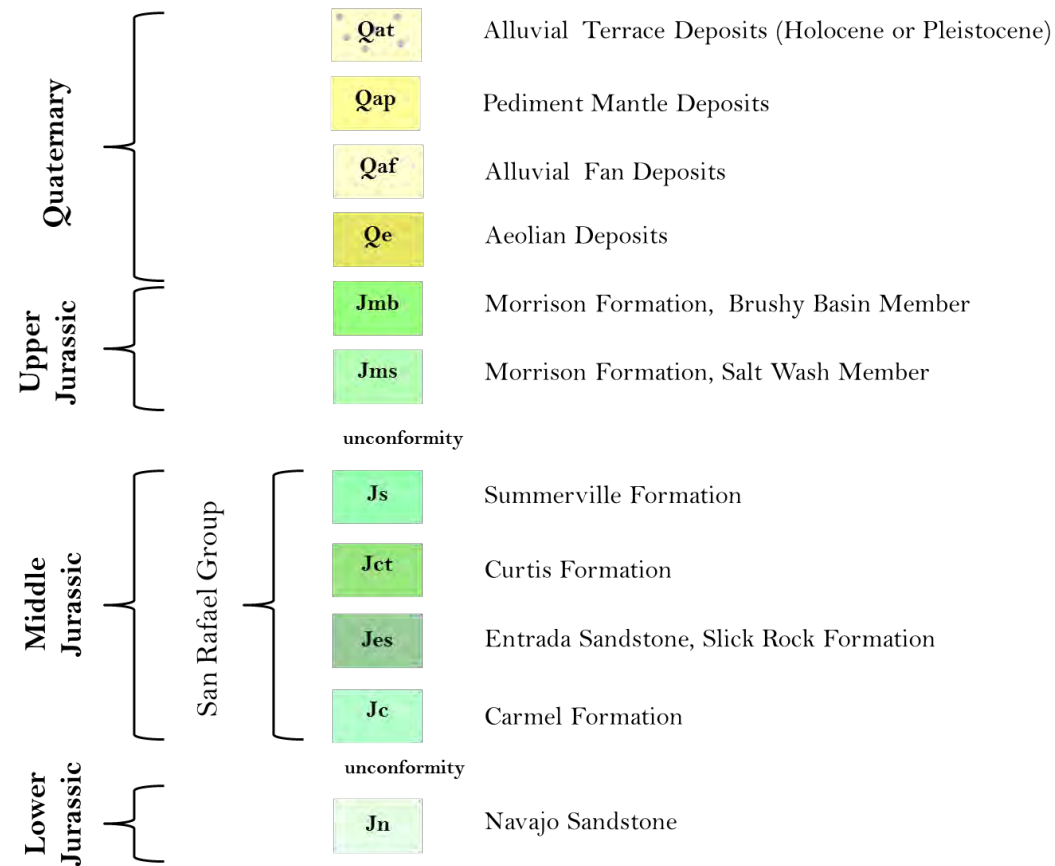 Quaternary
Qat Alluvial Terrace Deposits (Holocene or Pleistocene)
Qap Pediment Mantle Deposits
Qaf Alluvial Fan Deposits
Qe Aeolian Deposits
Upper
Jurassic
Jmb Morrison Formation, Brushy Basin Member
Jms Morrison Formation, Salt Wash Member
unconformity
Middle
Jurassic
San Rafael Group
Js Summerville Formation
Jct Curtis Formation
Jes Entrada Sandstone, Slick Rock Formation
Jc Carmel Formation
unconformity
Lower
Jurassic
Jn Navajo Sandstone